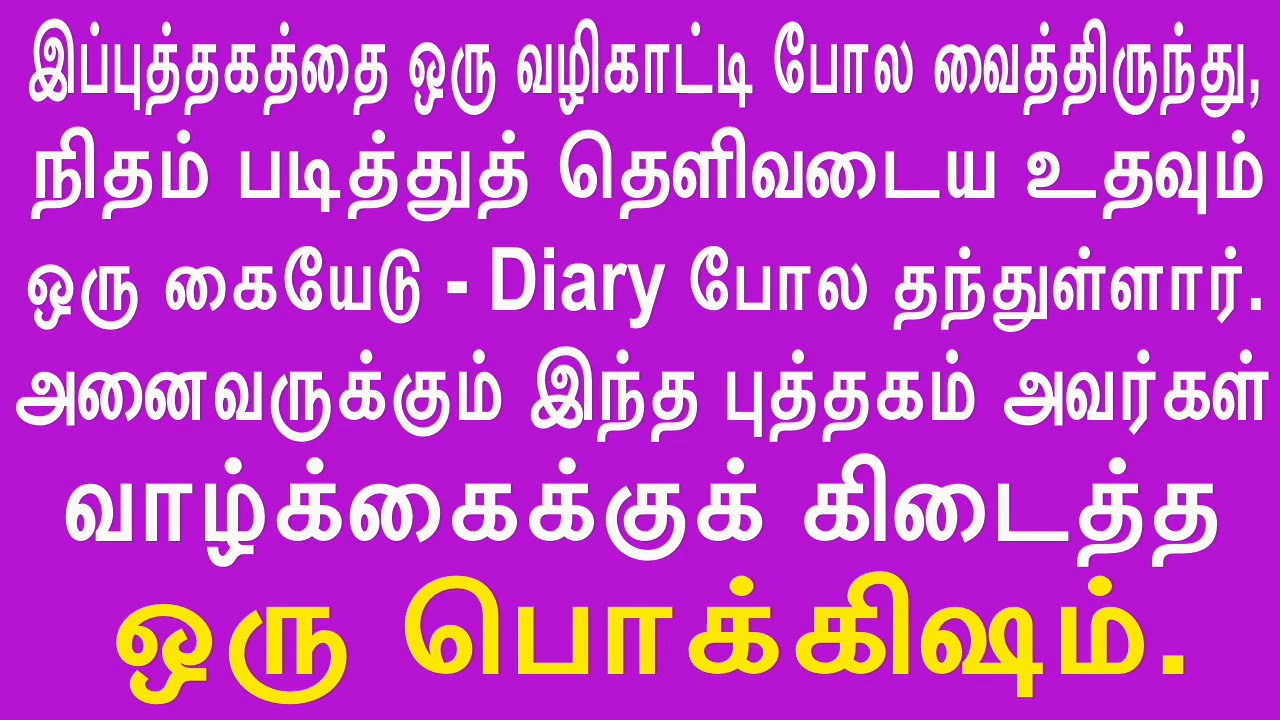 இப்புத்தகத்தை ஒரு வழிகாட்டி போல வைத்திருந்து,
நிதம் படித்துத் தெளிவடைய உதவும்
ஒரு கையேடு - Diary போல தந்துள்ளார்.
அனைவருக்கும் இந்த புத்தகம் அவர்கள்
வாழ்க்கைக்குக் கிடைத்த
ஒரு பொக்கிஷம்.